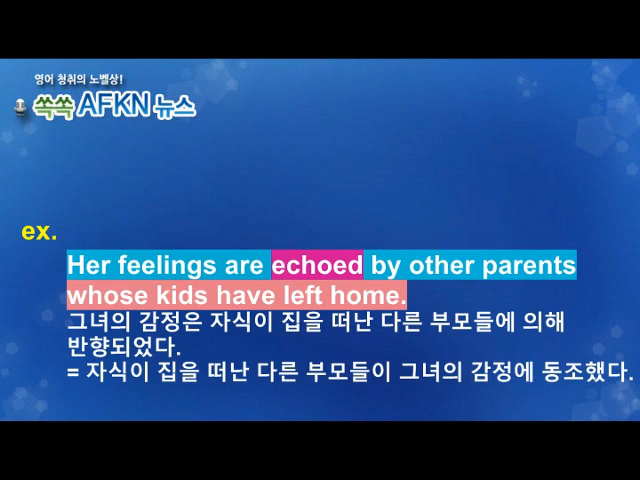 영어 청취의 노벨상!
쏙쏙 AFKN 뉴스
ex.
Her feelings are echoed by other parents
whose kids have left home.
그녀의 감정은 자식이 집을 떠난 다른 부모들에 의해
반향되었다.
= 자식이 집을 떠난 다른 부모들이 그녀의 감정에 동조했다.